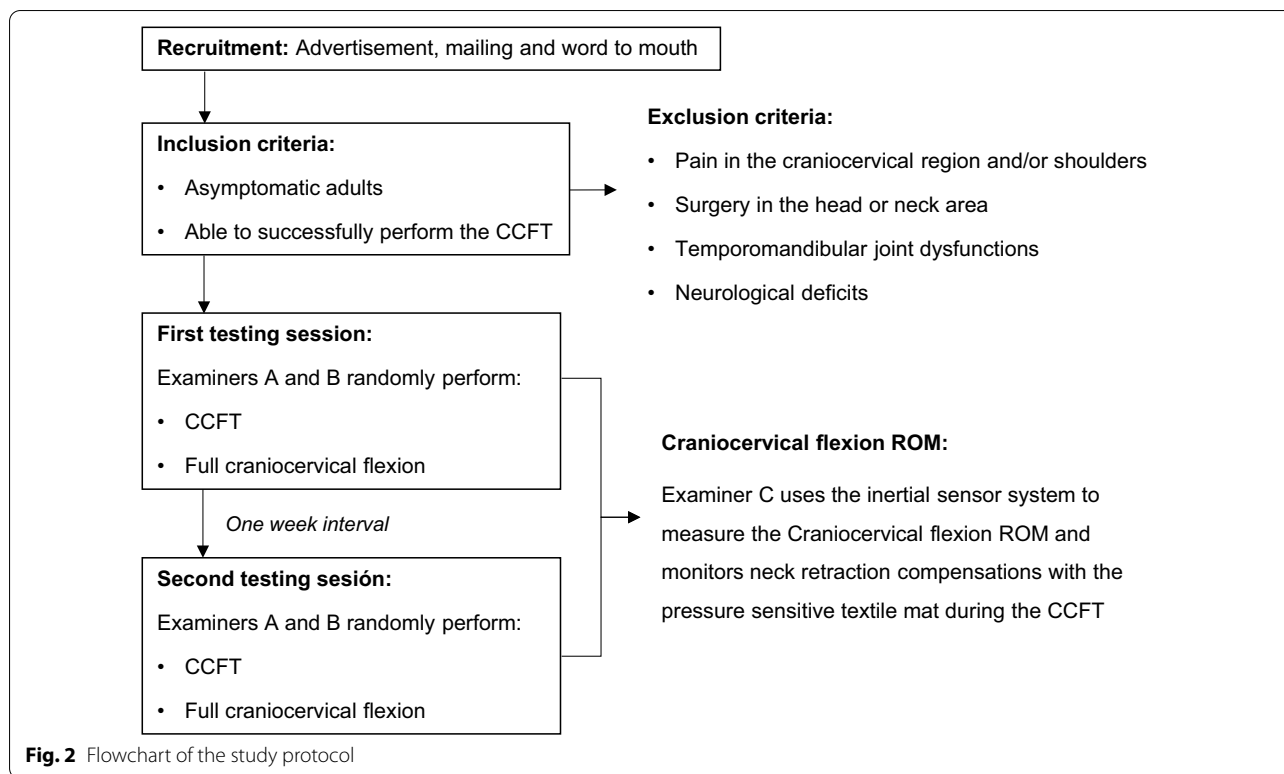 Recruitment: Advertisement, mailing and word to mouth
Inclusion criteria:
• Asymptomatic adults
• Able to successfully perform the CCFT
Exclusion criteria:
• Pain in the craniocervical region and/or shoulders
• Surgery in the head or neck area
• Temporomandibular joint dysfunctions
• Neurological deficits
First testing session:
Examiners A and B randomly perform:
• CCFT
• Full craniocervical flexion
One week interval
Second testing sesión:
Examiners A and B randomly perform:
• CCFT
• Full craniocervical flexion
Craniocervical flexion ROM:
Examiner C uses the inertial sensor system to
measure the Craniocervical flexion ROM and
monitors neck retraction compensations with the
pressure sensitive textile mat during the CCFT
Fig. 2 Flowchart of the study protocol